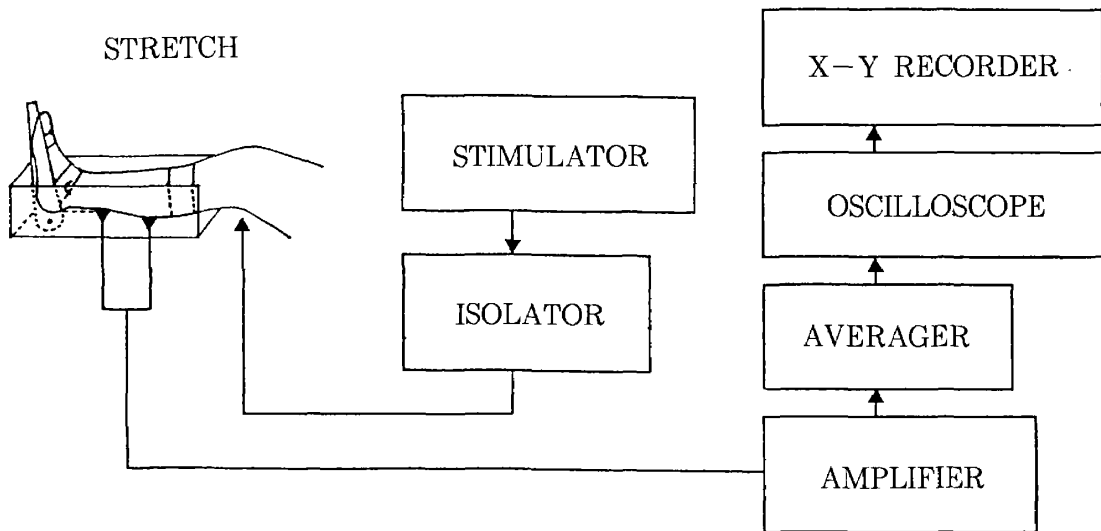 STRETCH
STIMULATOR
ISOLATOR
X-Y RECORDER
OSCILLOSCOPE
AVERAGER
AMPLIFIER